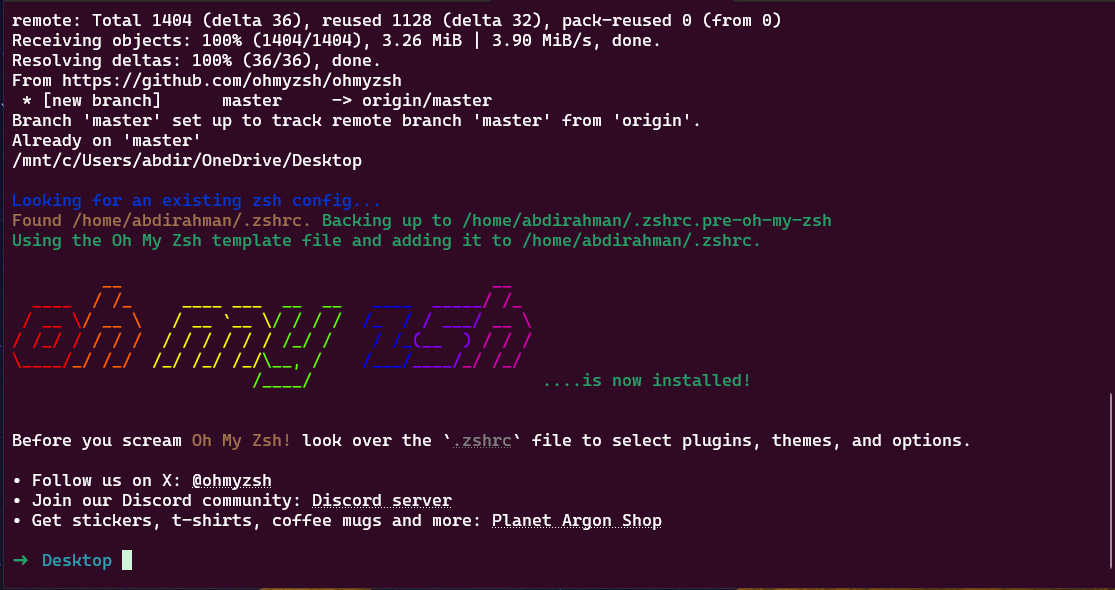 remote: Total 1404 (delta 36), reused 1128 (delta 32), pack-reused 0 (from 0)
Receiving objects: 100% (1404/1404), 3.26 MiB | 3.90 MiB/s, done.
Resolving deltas: 100% (36/36), done.
From https://github.com/ohmyzsh/ohmyzsh
 * [new branch]      master     -> origin/master
Branch 'master' set up to track remote branch 'master' from 'origin'.
Already on 'master'
/mnt/c/Users/abdir/OneDrive/Desktop
Looking for an existing zsh config...
Found /home/abdirahman/.zshrc. Backing up to /home/abdirahman/.zshrc.pre-oh-my-zsh
Using the Oh My Zsh template file and adding it to /home/abdirahman/.zshrc.
oh my zsh
....is now installed!
Before you scream Oh My Zsh! look over the `.zshrc` file to select plugins, themes, and options.
• Follow us on X: @ohmyzsh
• Join our Discord community: Discord server
• Get stickers, t-shirts, coffee mugs and more: Planet Argon Shop
➜  Desktop